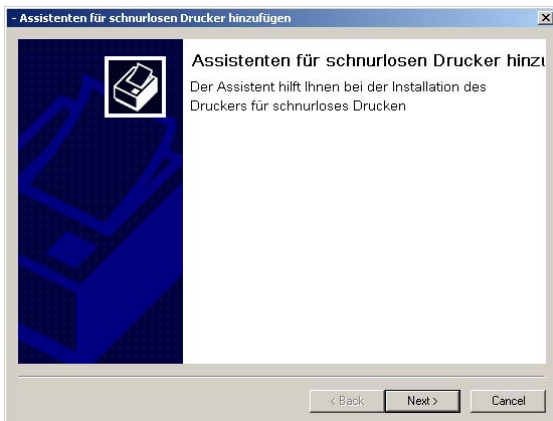 - Assistenten für schnurlosen Drucker hinzufügen
Assistenten für schnurlosen Drucker hinzu
Der Assistent hilft Ihnen bei der Installation des
Druckers für schnurloses Drucken
< Back
Next >
Cancel